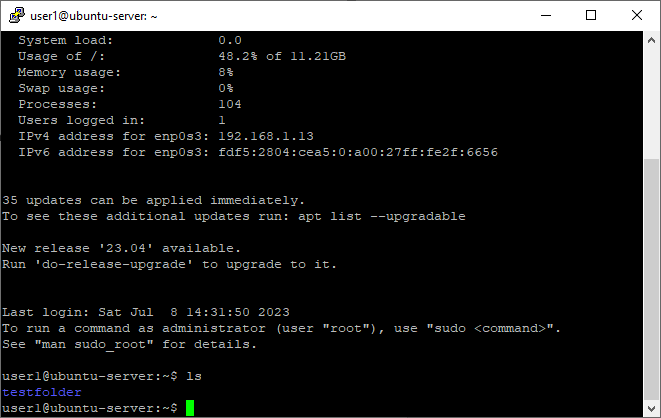 user1@ubuntu-server: ~
System load: 0.0
Usage of /: 48.2% of 11.21GB
Memory usage: 8%
Swap usage: 0%
Processes: 104
Users logged in: 1
IPv4 address for enp0s3: 192.168.1.13
IPv6 address for enp0s3: fdf5:2804:cea5:0:a00:27ff:fe2f:6656
35 updates can be applied immediately.
To see these additional updates run: apt list --upgradable
New release '23.04' available.
Run 'do-release-upgrade' to upgrade to it.
Last login: Sat Jul  8 14:31:50 2023
To run a command as administrator (user "root"), use "sudo <command>".
See "man sudo_root" for details.
user1@ubuntu-server:~$ ls
testfolder
user1@ubuntu-server:~$